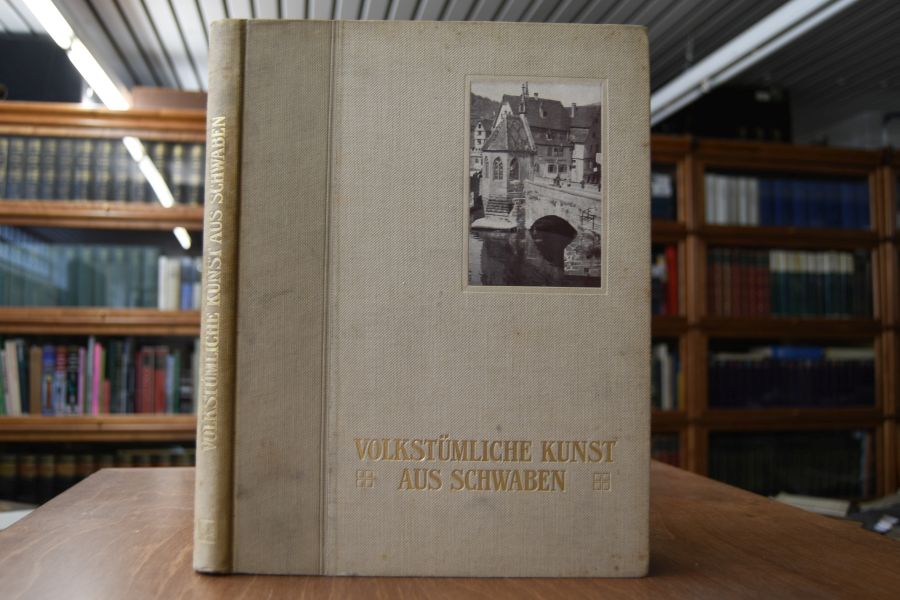 VOLKSTÜMLICHE KUNST AUS SCHWABEN
VOLKSTÜMLICHE KUNST
AUS SCHWABEN